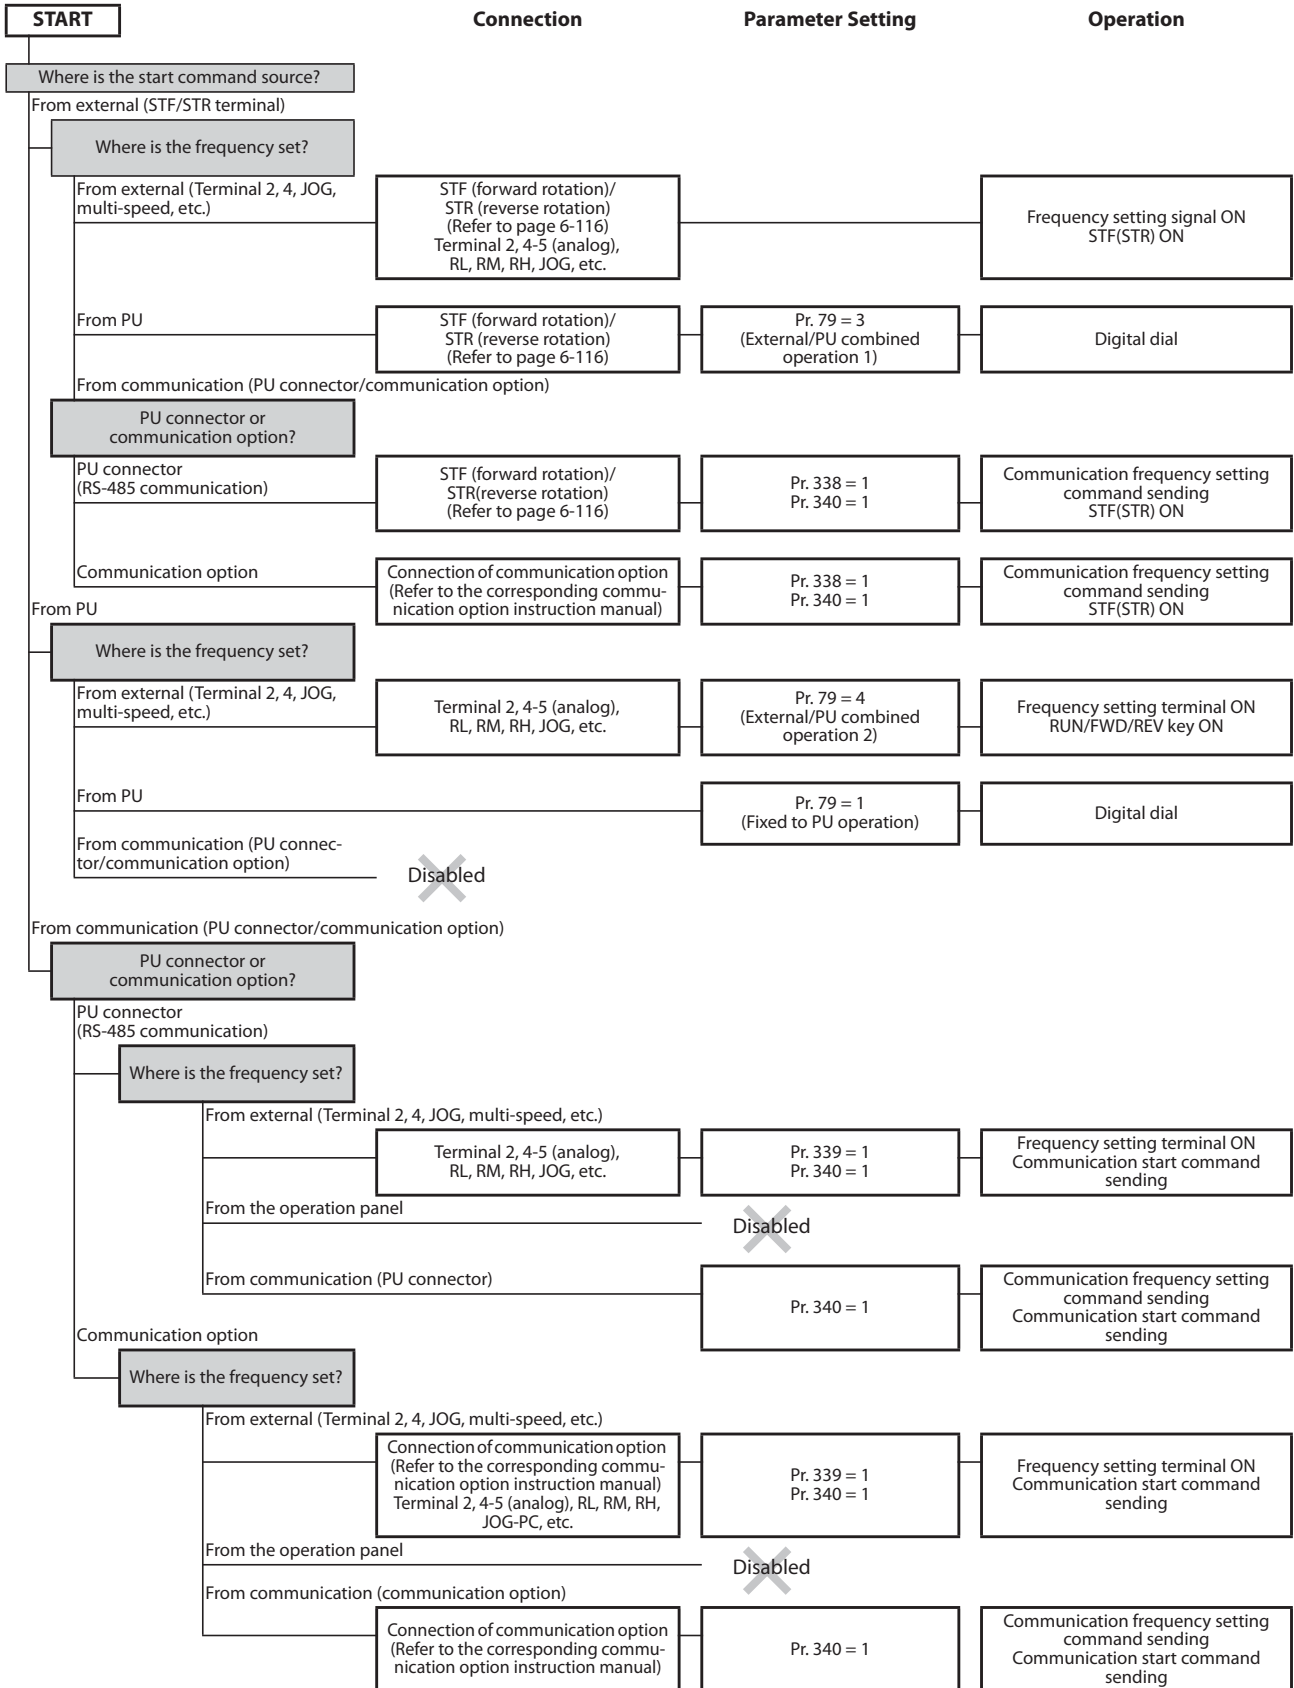 START
Connection
Parameter Setting
Operation
Where is the start command source?
From external (STF/STR terminal)
Where is the frequency set?
From external (Terminal 2, 4, JOG,
multi-speed, etc.)
STF (forward rotation)/
STR (reverse rotation)
(Refer to page 6-116)
Terminal 2, 4-5 (analog),
RL, RM, RH, JOG, etc.
Frequency setting signal ON
STF(STR) ON
From PU
STF (forward rotation)/
STR (reverse rotation)
(Refer to page 6-116)
Pr. 79 = 3
(External/PU combined
operation 1)
Digital dial
From communication (PU connector/communication option)
PU connector or
communication option?
PU connector
(RS-485 communication)
STF (forward rotation)/
STR(reverse rotation)
(Refer to page 6-116)
Pr. 338 = 1
Pr. 340 = 1
Communication frequency setting
command sending
STF(STR) ON
Communication option
Connection of communication option
(Refer to the corresponding commu-
nication option instruction manual)
Pr. 338 = 1
Pr. 340 = 1
Communication frequency setting
command sending
STF(STR) ON
From PU
Where is the frequency set?
From external (Terminal 2, 4, JOG,
multi-speed, etc.)
Terminal 2, 4-5 (analog),
RL, RM, RH, JOG, etc.
Pr. 79 = 4
(External/PU combined
operation 2)
Frequency setting terminal ON
RUN/FWD/REV key ON
From PU
Pr. 79 = 1
(Fixed to PU operation)
Digital dial
From communication (PU connec-
tor/communication option)
Disabled
From communication (PU connector/communication option)
PU connector or
communication option?
PU connector
(RS-485 communication)
Where is the frequency set?
From external (Terminal 2, 4, JOG, multi-speed, etc.)
Terminal 2, 4-5 (analog),
RL, RM, RH, JOG, etc.
Pr. 339 = 1
Pr. 340 = 1
Frequency setting terminal ON
Communication start command
sending
From the operation panel
Disabled
From communication (PU connector)
Pr. 340 = 1
Communication frequency setting
command sending
Communication start command
sending
Communication option
Where is the frequency set?
From external (Terminal 2, 4, JOG, multi-speed, etc.)
Connection of communication option
(Refer to the corresponding commu-
nication option instruction manual)
Terminal 2, 4-5 (analog), RL, RM, RH,
JOG-PC, etc.
Pr. 339 = 1
Pr. 340 = 1
Frequency setting terminal ON
Communication start command
sending
From the operation panel
Disabled
From communication (communication option)
Connection of communication option
(Refer to the corresponding commu-
nication option instruction manual)
Pr. 340 = 1
Communication frequency setting
command sending
Communication start command
sending